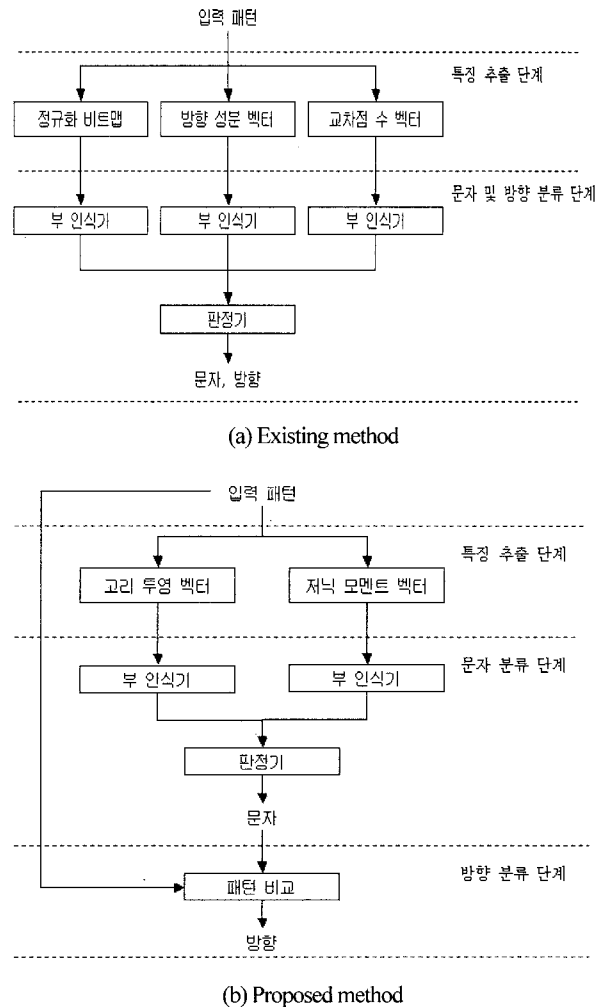 입력 패턴
특징 추출 단계
정규화 비트맵 방향 성분 벡터 교차점 수 벡터
문자 및 방향 분류 단계
부 인식기 부 인식기 부 인식기
판정기
문자, 방향
(a) Existing method
입력 패턴
특징 추출 단계
고리 투영 벡터 저닉 모멘트 벡터
문자 분류 단계
부 인식기 부 인식기
판정기
문자
방향 분류 단계
패턴 비교
방향
(b) Proposed method